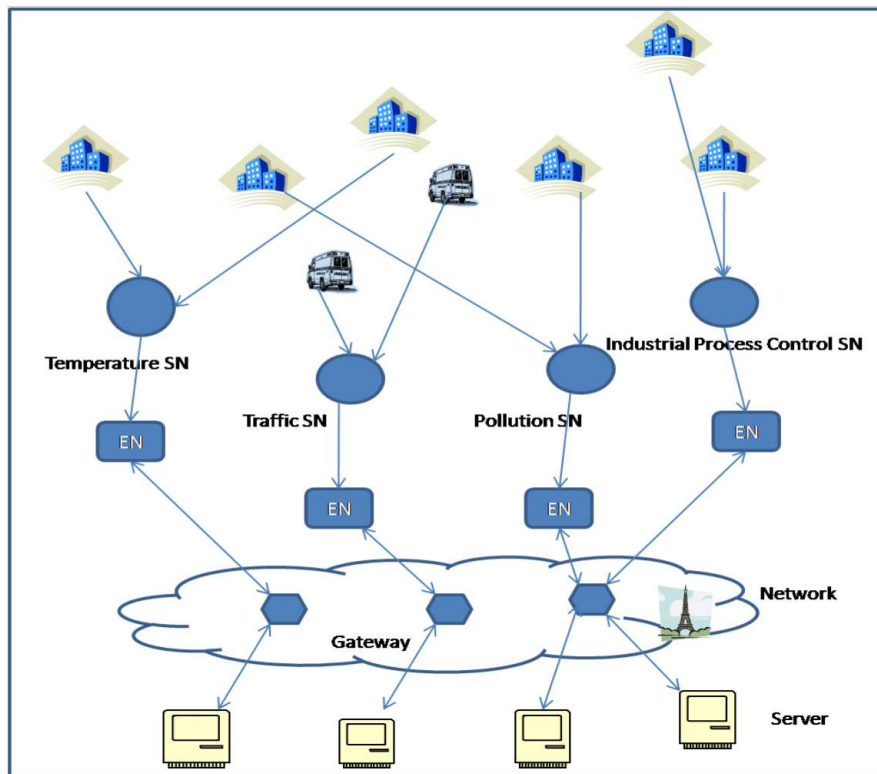 Industrial Process Control SN
Temperature SN
Traffic SN
Pollution SN
EN
EN
EN
EN
Network
Gateway
Server